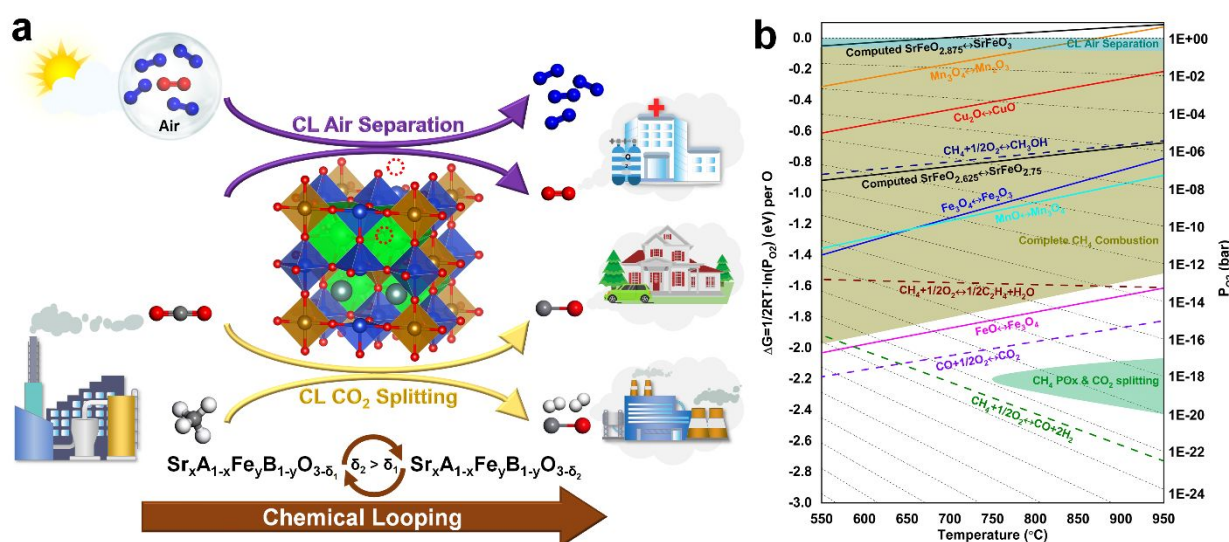 a
Air
CL Air Separation
O₂
CL CO₂ Splitting
SrₓA₁₋ₓFeᵧB₁₋ᵧO₃₋δ₁ δ₂ > δ₁ SrₓA₁₋ₓFeᵧB₁₋ᵧO₃₋δ₂
Chemical Looping
b
ΔG=1/2RT·ln(P_O2) (eV) per O
0.0
-0.2
-0.4
-0.6
-0.8
-1.0
-1.2
-1.4
-1.6
-1.8
-2.0
-2.2
-2.4
-2.6
-2.8
-3.0
Computed SrFeO₂.₈₇₅↔SrFeO₃
CL Air Separation
Mn₃O₄↔Mn₂O₃
Cu₂O↔CuO
CH₄+1/2O₂↔CH₃OH
Computed SrFeO₂.₆₂₅↔SrFeO₂.₇₅
Fe₃O₄↔Fe₂O₃
MnO↔Mn₃O₄
Complete CH₄ Combustion
CH₄+1/2O₂↔1/2C₂H₄+H₂O
FeO↔Fe₃O₄
CO+1/2O₂↔CO₂
CH₄ POx & CO₂ splitting
CH₄+1/2O₂↔CO+2H₂
1E+00
1E-02
1E-04
1E-06
1E-08
1E-10
1E-12
1E-14
1E-16
1E-18
1E-20
1E-22
1E-24
P_O2 (bar)
550 600 650 700 750 800 850 900 950
Temperature (°C)